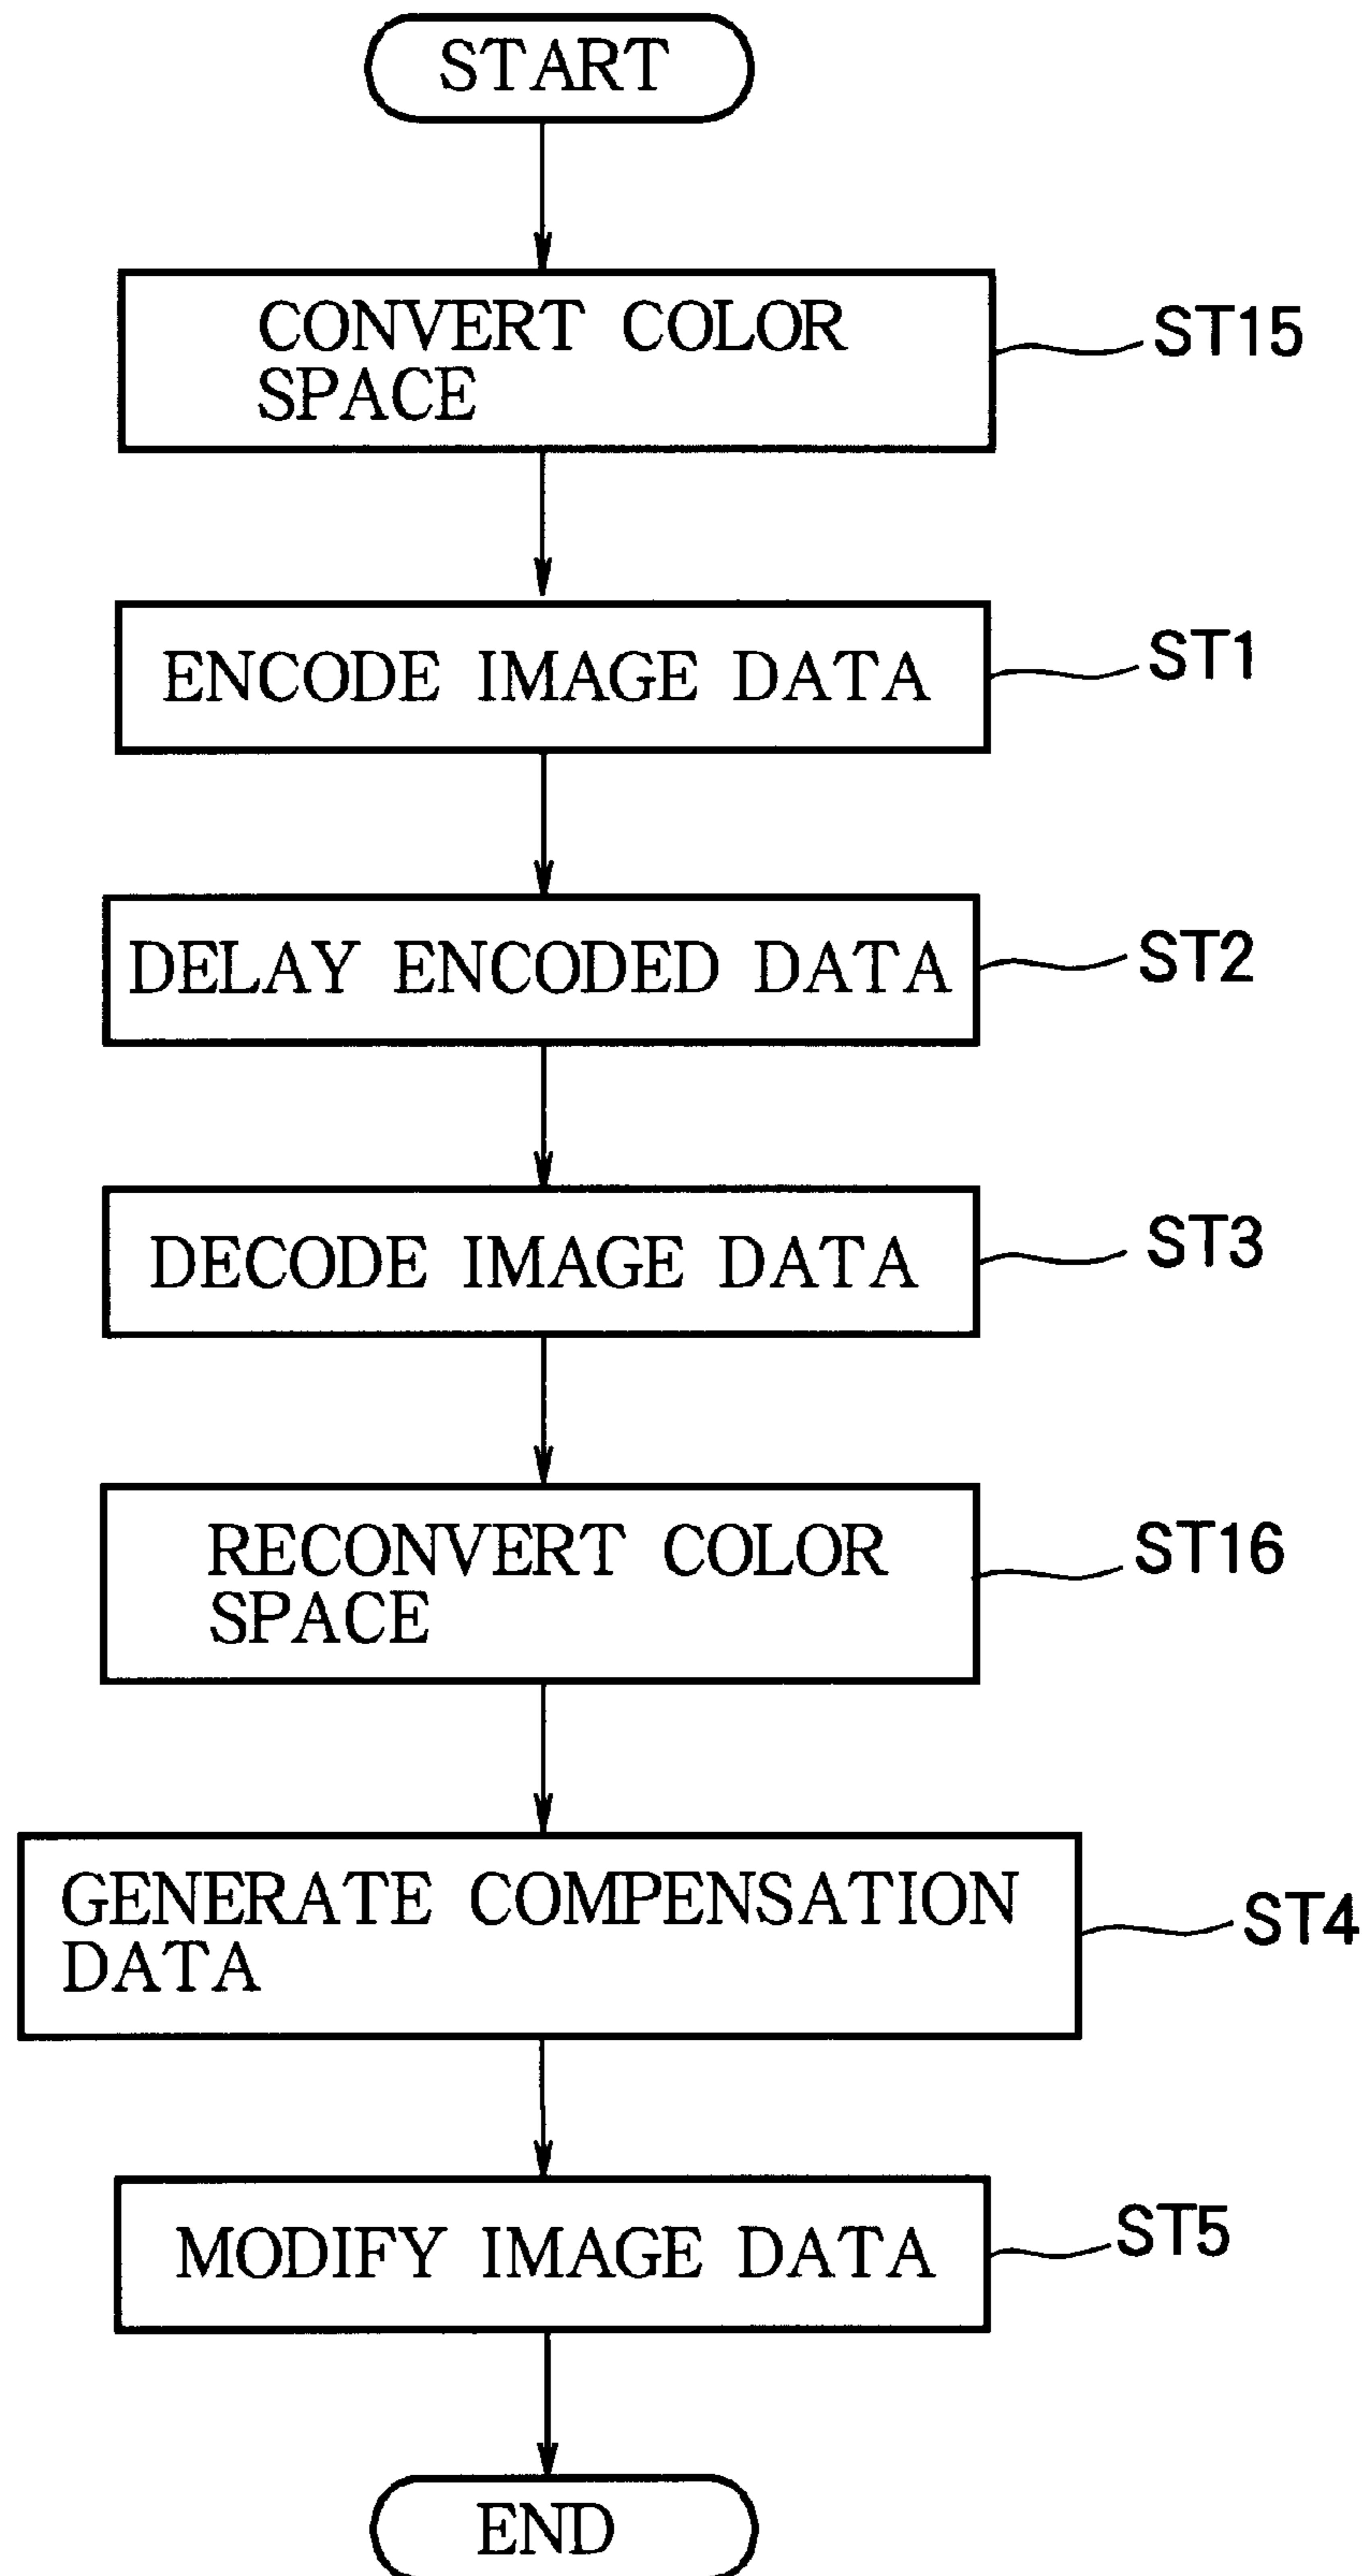 START
CONVERT COLOR
SPACE
ST15
ENCODE IMAGE DATA
ST1
DELAY ENCODED DATA
ST2
DECODE IMAGE DATA
ST3
RECONVERT COLOR
SPACE
ST16
GENERATE COMPENSATION
DATA
ST4
MODIFY IMAGE DATA
ST5
END